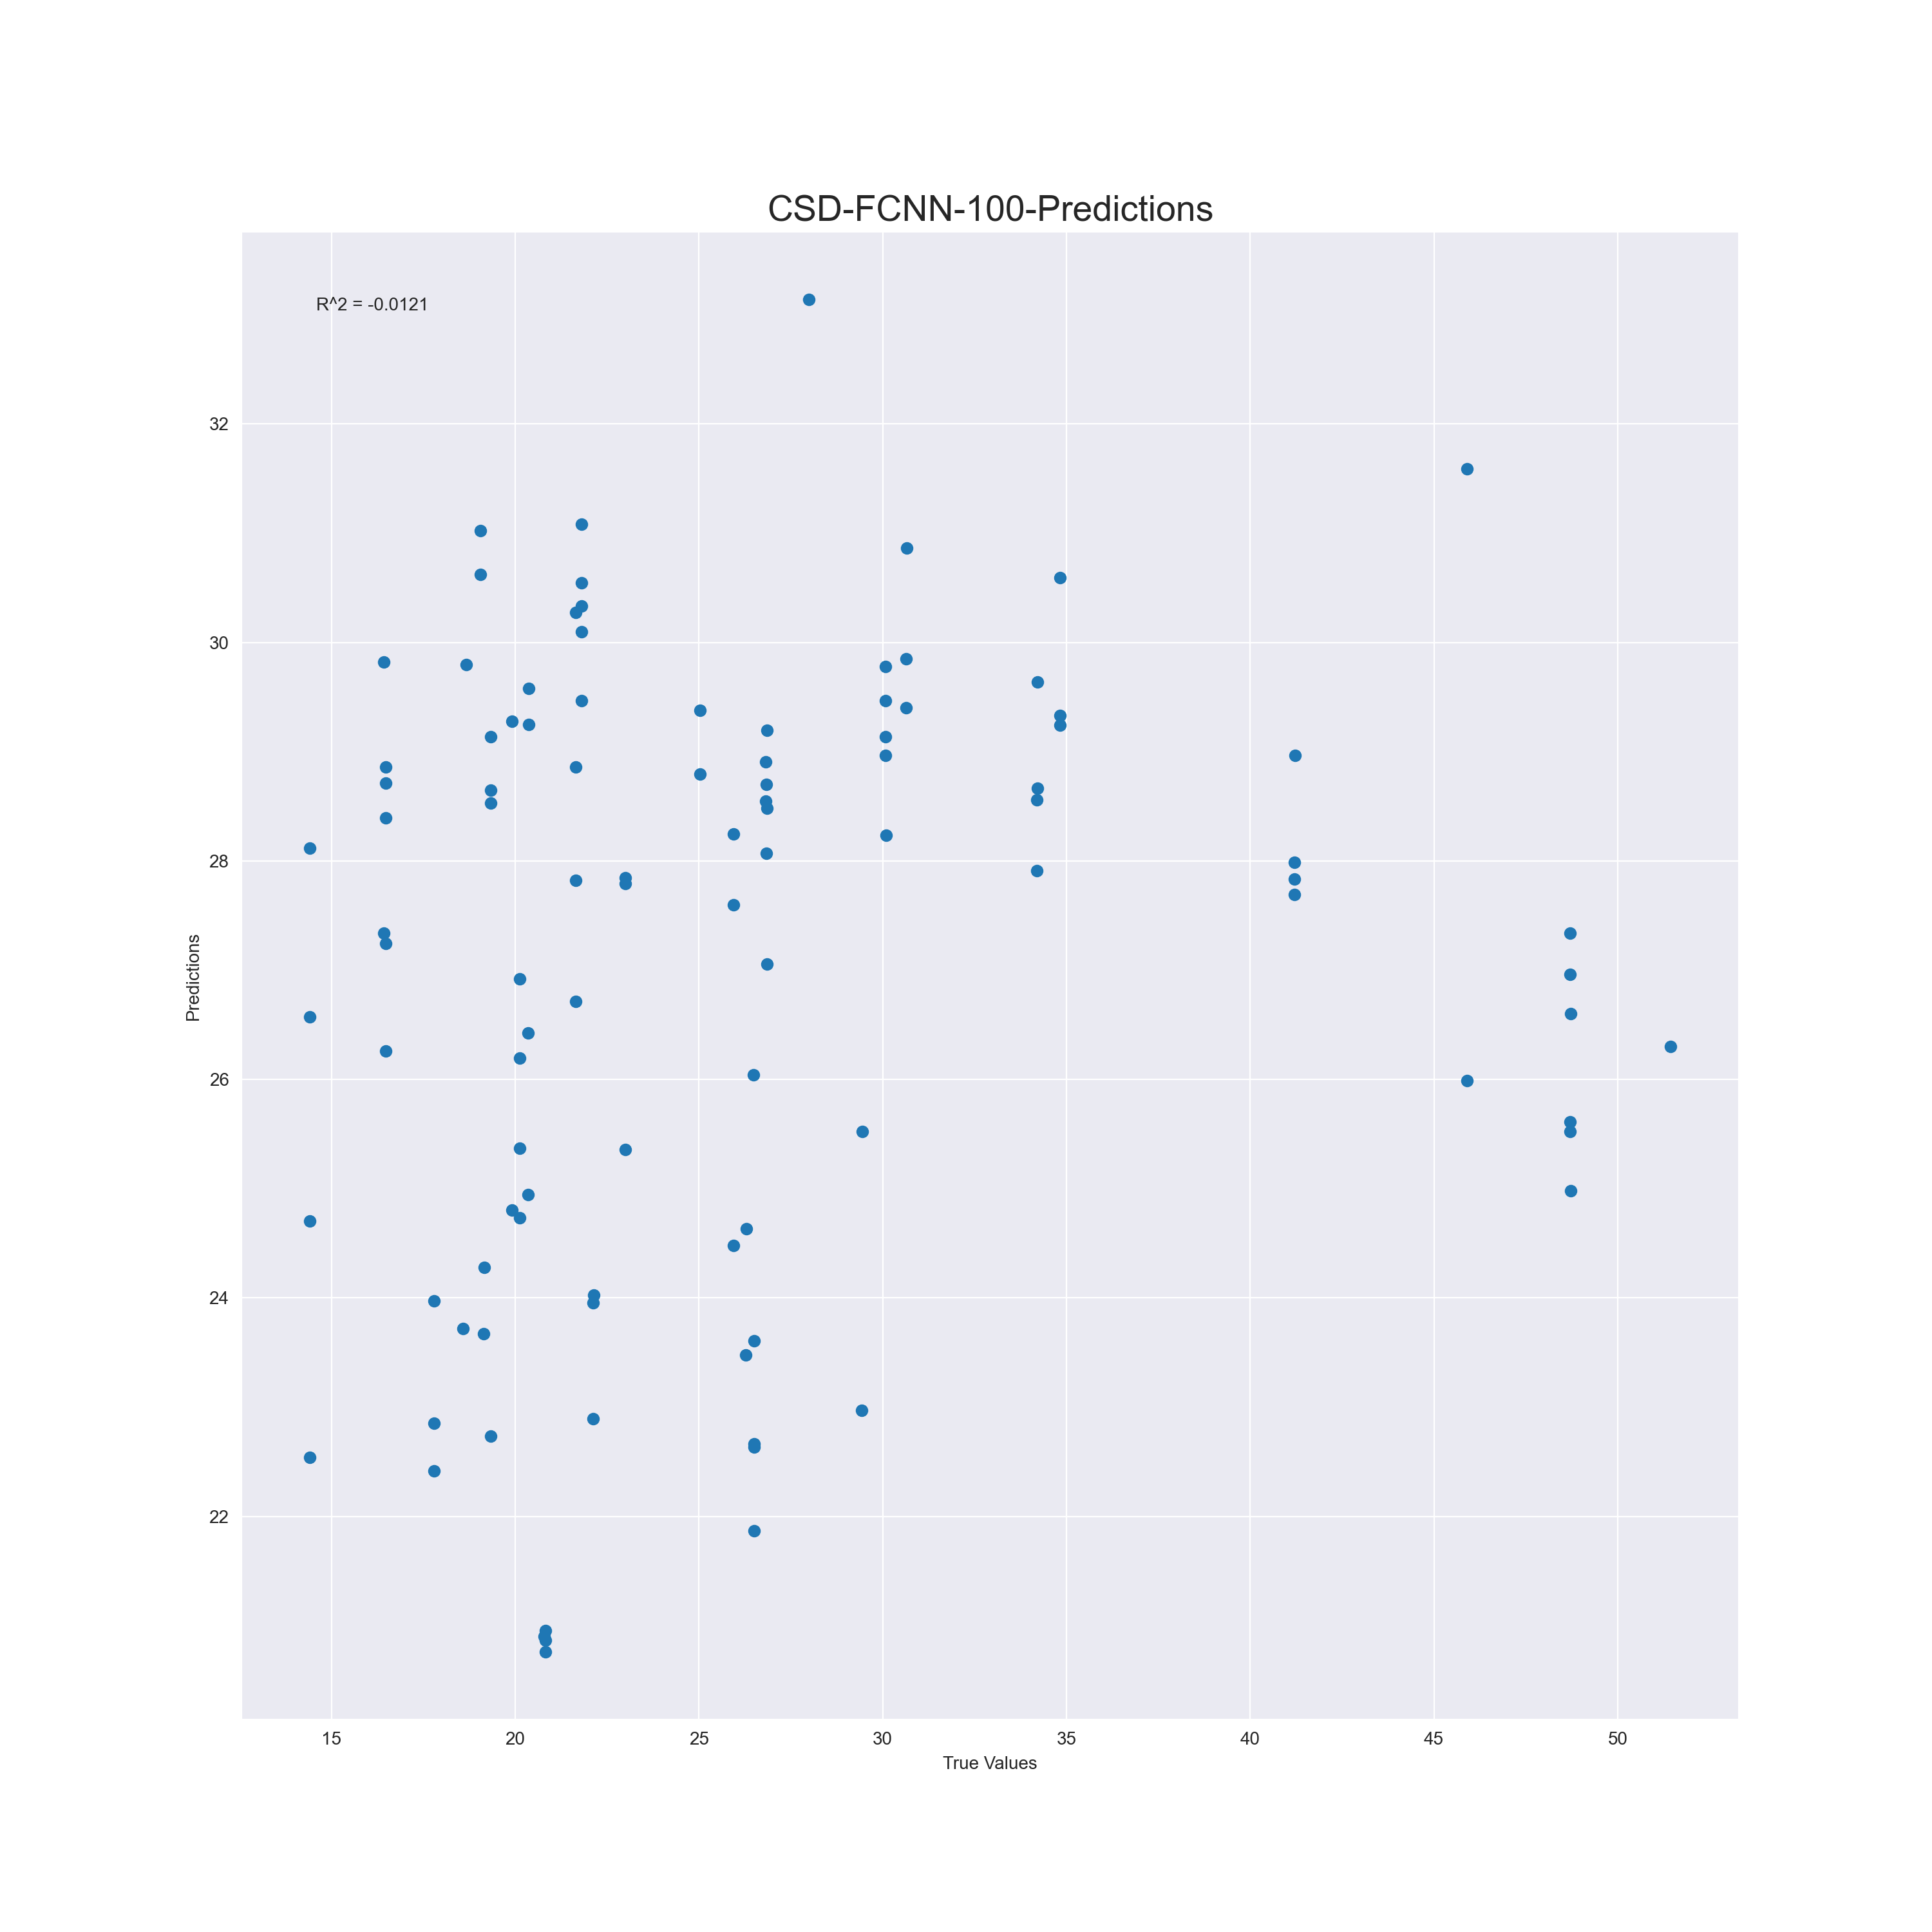 CSD-FCNN-100-Predictions
R^2 = -0.0121
32
30
28
26
24
22
Predictions
15 20 25 30 35 40 45 50
True Values